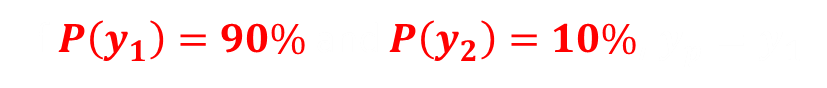 P(y₁) = 90% P(y₂) = 10%